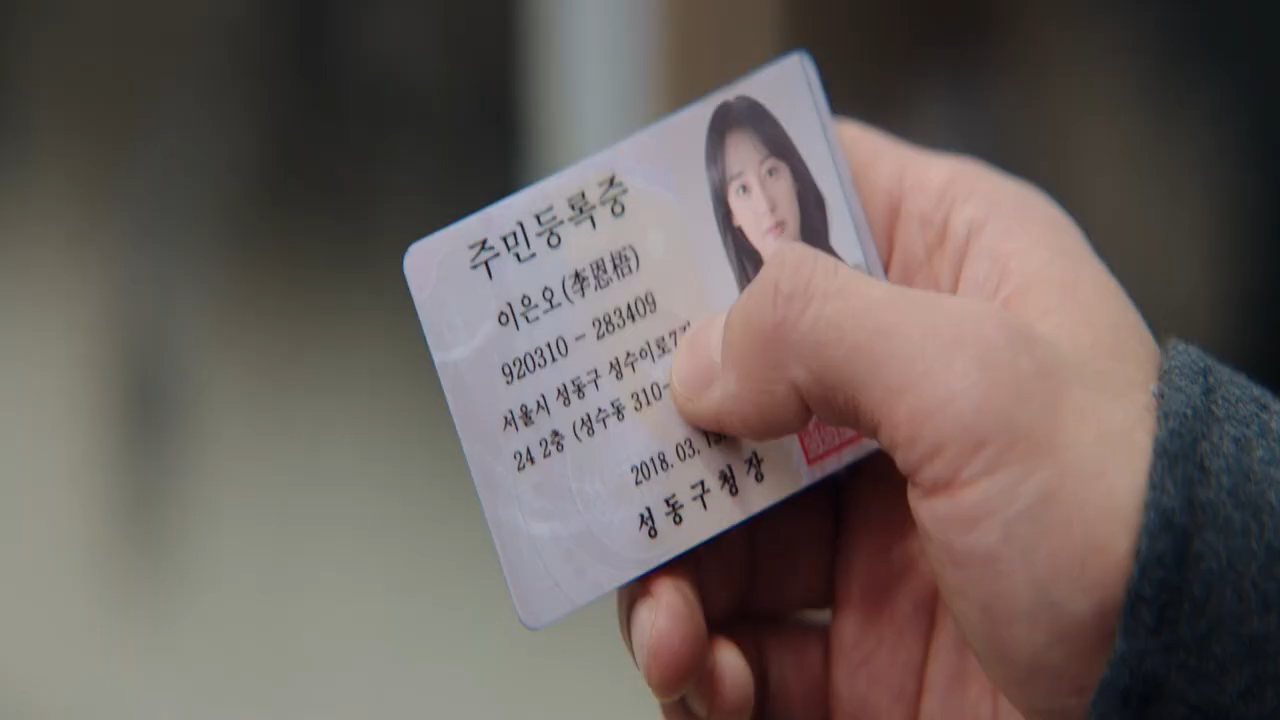 주민등록증
이은오(李恩梧)
920310 - 283409
서울시 성동구 성수이로7
24 2층 (성수동 310-
2018. 03. 13
성동구청장